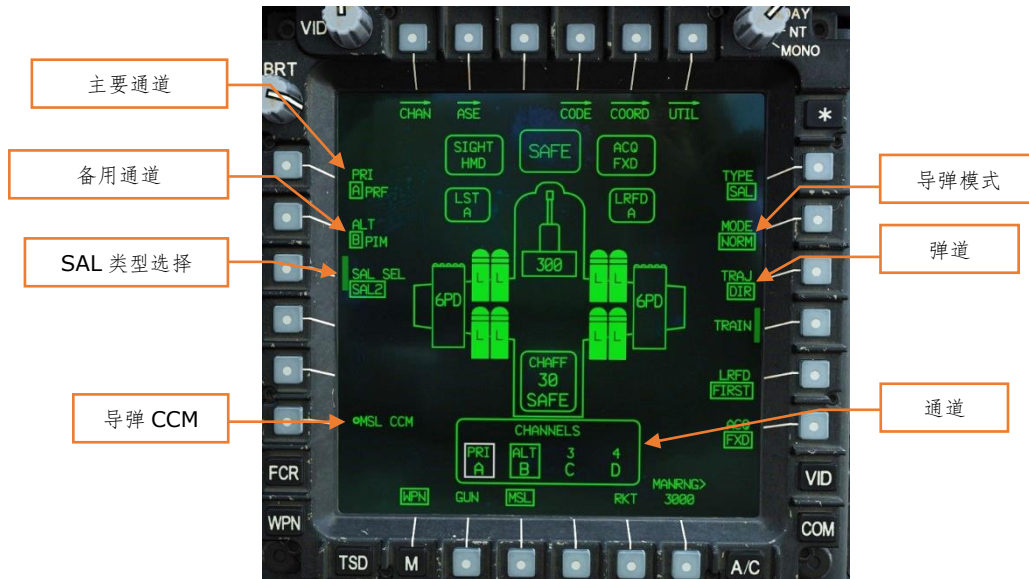 VID
DAY
NT
MONO
BRT
主要通道
备用通道
SAL 类型选择
导弹 CCM
导弹模式
弹道
通道
CHAN
ASE
CODE
COORD
UTIL
*
SIGHT
HMD
SAFE
ACQ
FXD
PRI
A PRF
LST
A
LRFD
A
TYPE
SAL
ALT
B PIM
MODE
NORM
SAL SEL
SAL2
300
TRAJ
DIR
6PD
L L
L L
6PD
L L
L L
TRAIN
CHAFF
30
SAFE
LRFD
FIRST
MSL CCM
ACQ
FXD
CHANNELS
PRI
A
ALT
B
3
C
4
D
FCR
VID
WPN
GUN
MSL
RKT
MANRNG>
3000
WPN
COM
TSD
M
A/C